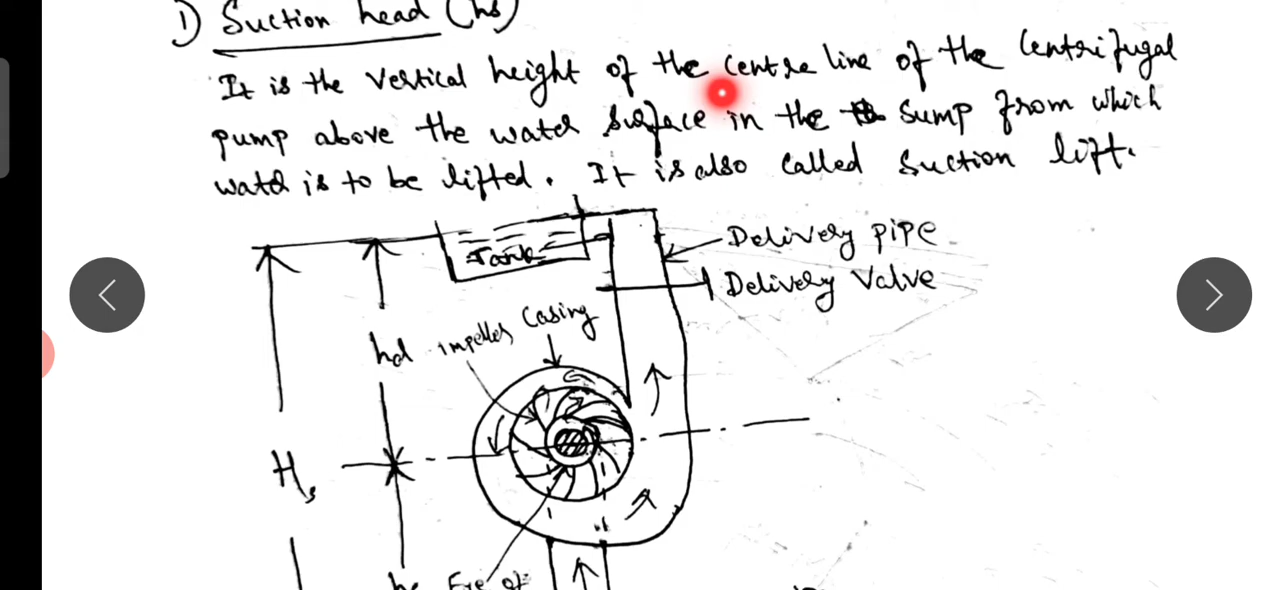 1) Suction head (hs)
It is the vertical height of the centre line of the centrifugal
pump above the water surface in the sump from which
water is to be lifted. It is also called suction lift.
Tank
Delivery pipe
Delivery valve
Casing
impeller
hd
Hs
Eye of